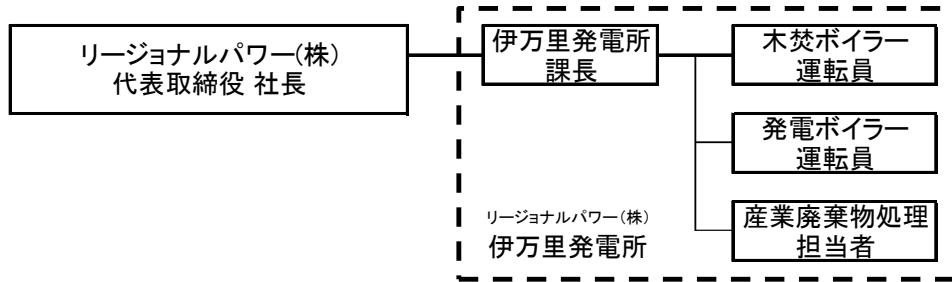 リージョナルパワー(株)
代表取締役 社長
伊万里発電所
課長
木焚ボイラー
運転員
発電ボイラー
運転員
産業廃棄物処理
担当者
リージョナルパワー(株)
伊万里発電所